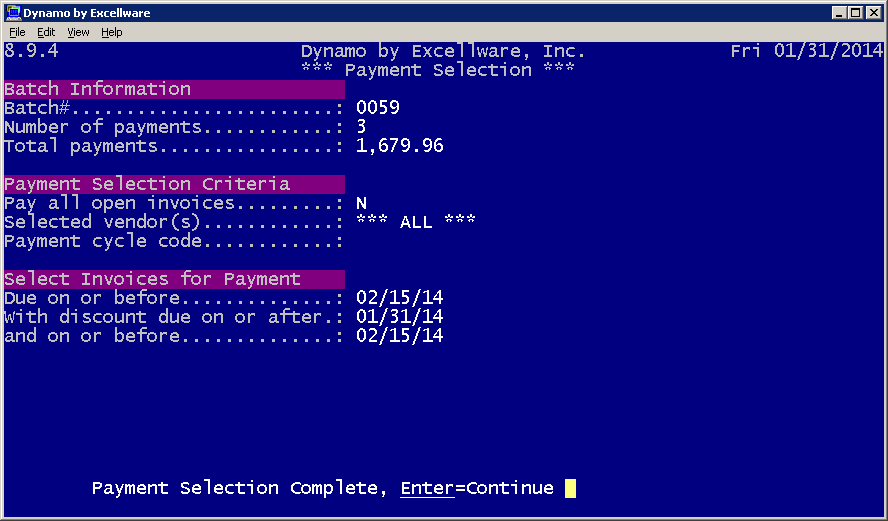 Dynamo by Excellware
File Edit View Help
8.9.4 Dynamo by Excellware, Inc. Fri 01/31/2014
*** Payment Selection ***
Batch Information
Batch#........................: 0059
Number of payments............: 3
Total payments................: 1,679.96
Payment Selection Criteria
Pay all open invoices.........: N
Selected vendor(s)............: *** ALL ***
Payment cycle code............:
Select Invoices for Payment
Due on or before..............: 02/15/14
With discount due on or after.: 01/31/14
and on or before..............: 02/15/14
Payment Selection Complete, Enter=Continue